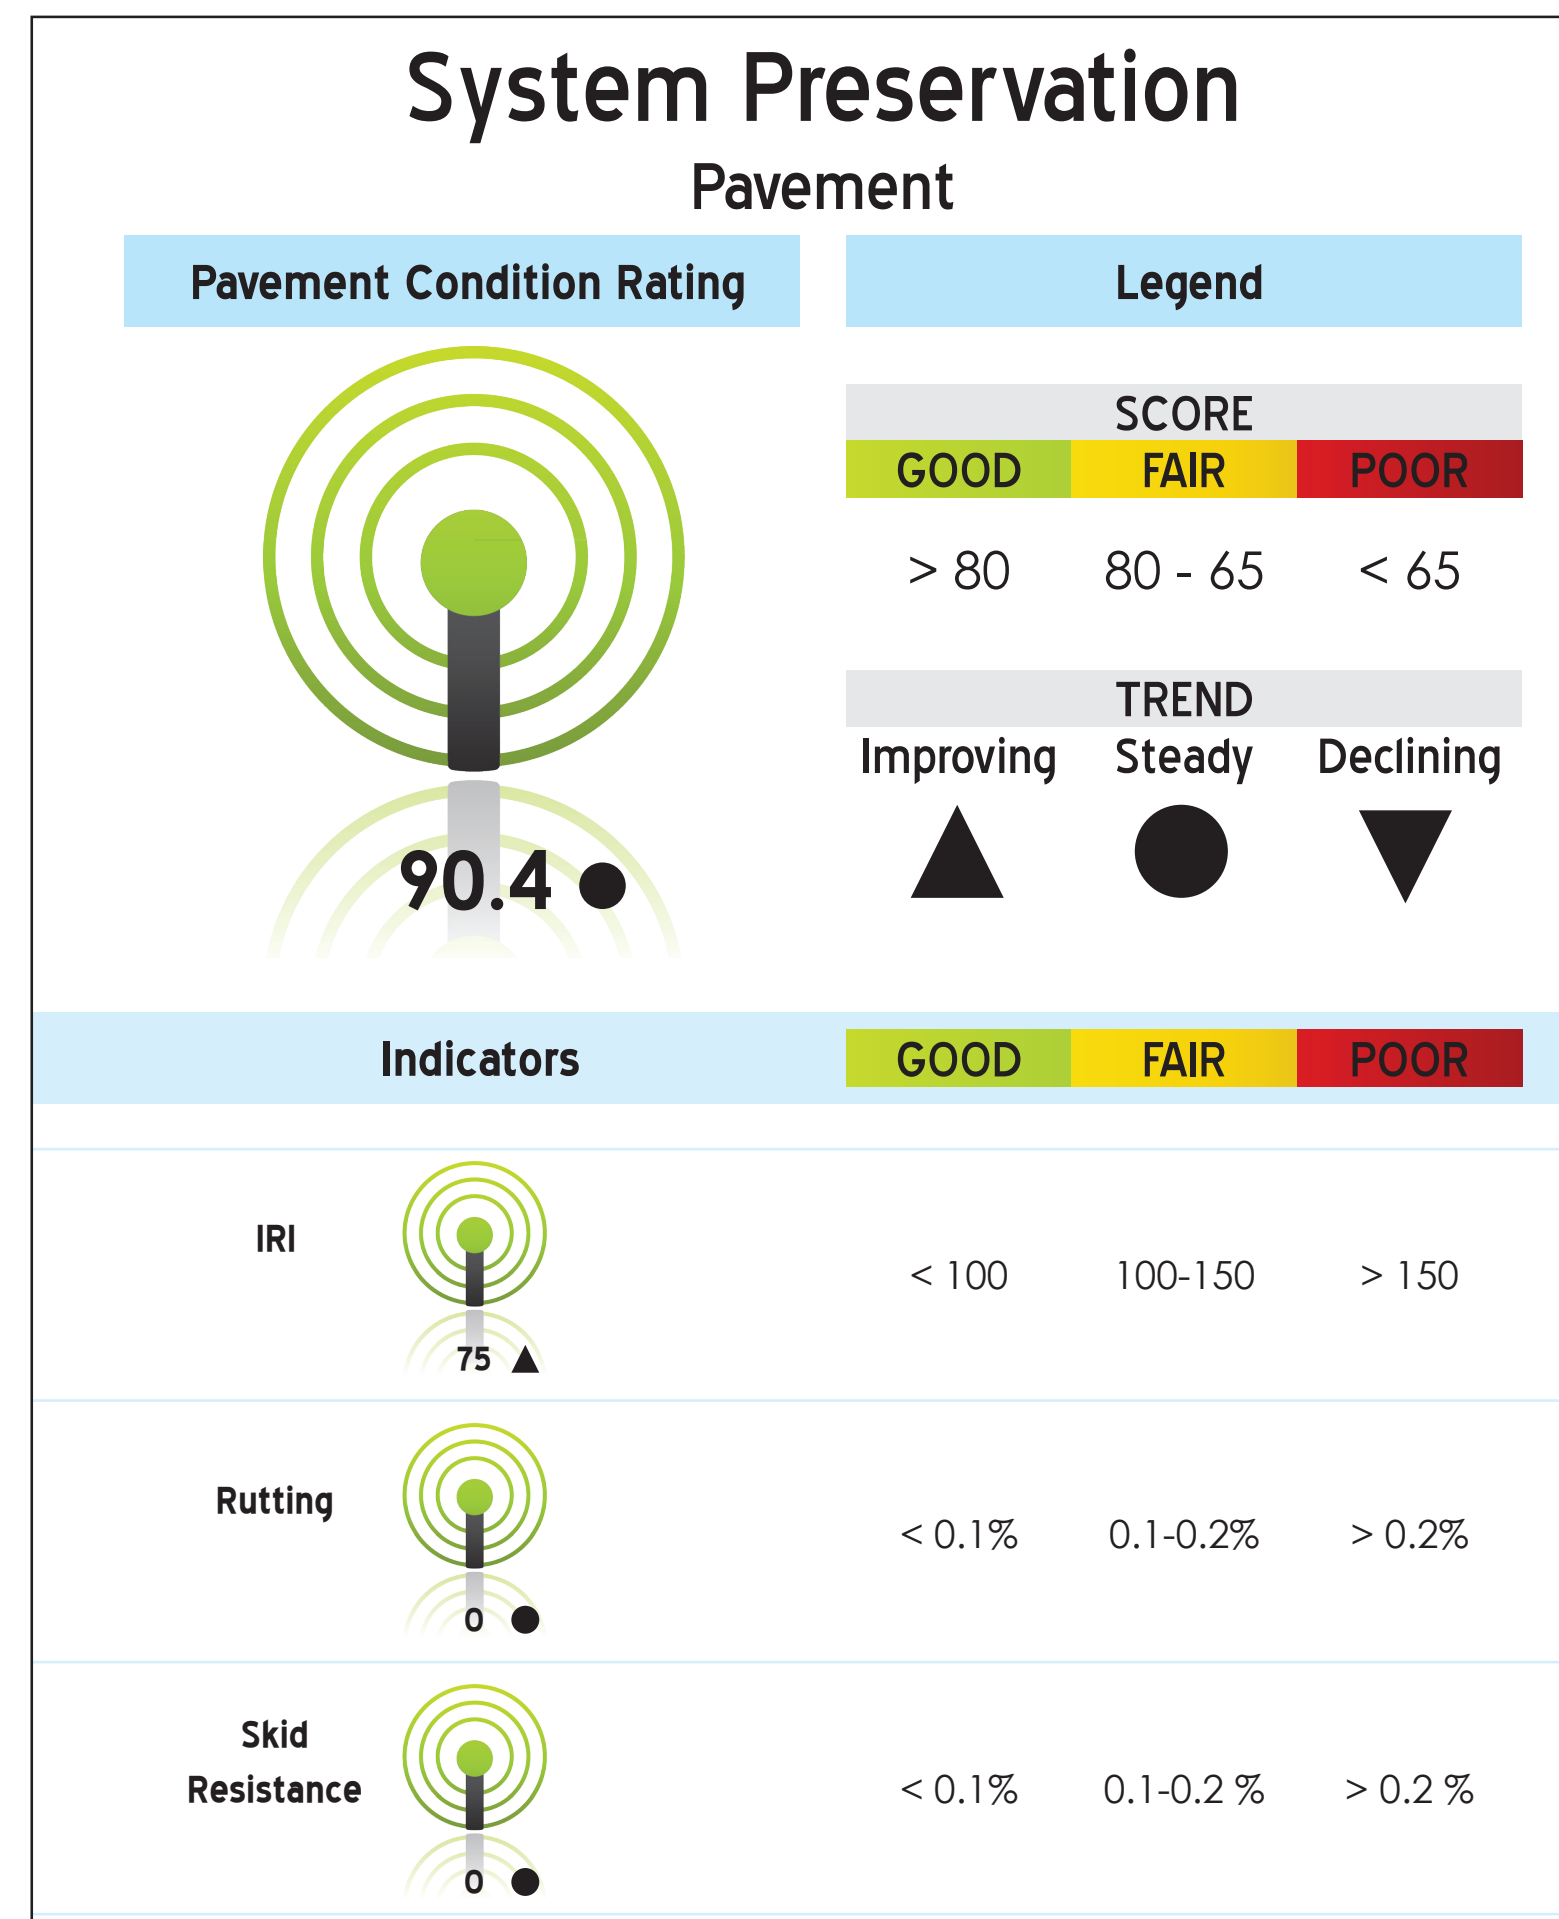 System Preservation
Pavement
Pavement Condition Rating
Legend
SCORE
GOOD FAIR POOR
> 80 80 - 65 < 65
TREND
Improving Steady Declining
90.4
Indicators GOOD FAIR POOR
IRI
< 100 100-150 > 150
75
Rutting
< 0.1% 0.1-0.2% > 0.2%
0
Skid
Resistance
< 0.1% 0.1-0.2 % > 0.2 %
0